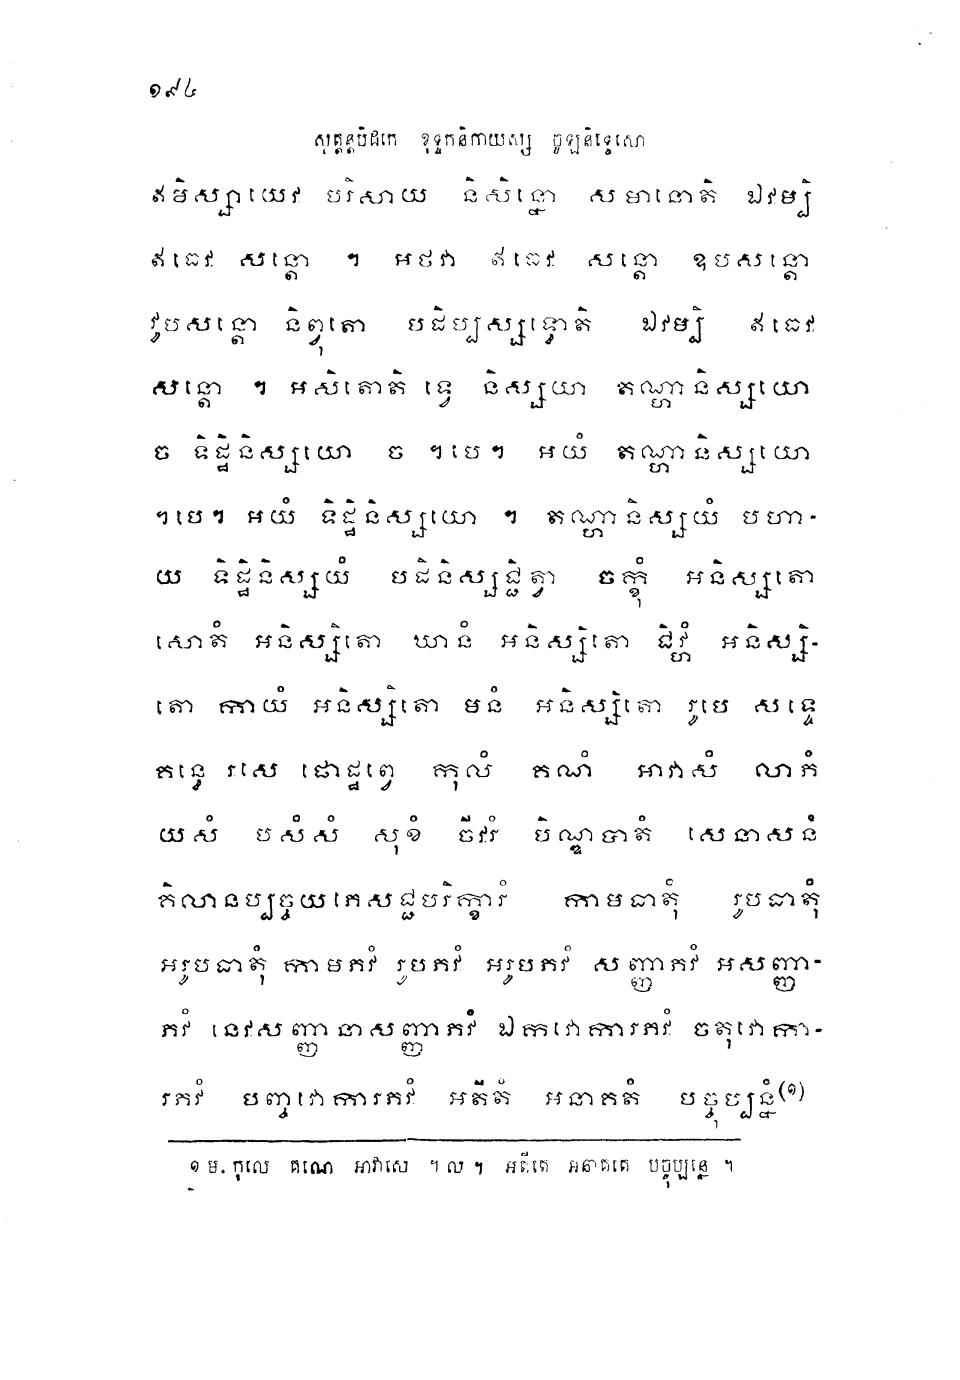 ១៩៤
សុត្តន្តបិដកេ ខុទ្ទកនិកាយស្ស ចូឡនិទ្ទេសោ
ឥមិស្សាយេវ បរិសាយ និសិន្នោ សមានោតិ ឯវម្បិ
ឥធេវ សន្តោ ។ អថវា ឥធេវ សន្តោ ឧបសន្តោ
វូបសន្តោ និព្វុតោ បដិប្បស្សទ្ធោតិ ឯវម្បិ ឥធេវ
សន្តោ ។ អសិតោតិ ទ្វេ និស្សយា តណ្ហានិស្សយោ
ច ទិដ្ឋិនិស្សយោ ច ។បេ។ អយំ តណ្ហានិស្សយោ
។បេ។ អយំ ទិដ្ឋិនិស្សយោ ។ តណ្ហានិស្សយំ បហា-
យ ទិដ្ឋិនិស្សយំ បដិនិស្សជ្ជិត្វា ចក្ខុំ អនិស្សតោ
សោតំ អនិស្សិតោ ឃានំ អនិស្សិតោ ជិវ្ហំ អនិស្សិ-
តោ កាយំ អនិស្សិតោ មនំ អនិស្សិតោ រូបេ សទ្ទេ
គន្ធេ រសេ ផោដ្ឋព្វេ កុលំ គណំ អាវាសំ លាភំ
យសំ បសំសំ សុខំ ចីវរំ បិណ្ឌបាតំ សេនាសនំ
គិលានប្បច្ចយភេសជ្ជបរិក្ខារំ កាមធាតុំ រូបធាតុំ
អរូបធាតុំ កាមភវំ រូបភវំ អរូបភវំ សញ្ញាភវំ អសញ្ញា-
ភវំ នេវសញ្ញានាសញ្ញាភវំ ឯកវោការភវំ ចតុវោកា-
រភវំ បញ្ចវោការភវំ អតីតំ អនាគតំ បច្ចុប្បន្នំ(១)
១ ម. កុលេ គណេ អាវាសេ ។ ល ។ អតីតេ អនាគតេ បច្ចុប្បន្នេ ។